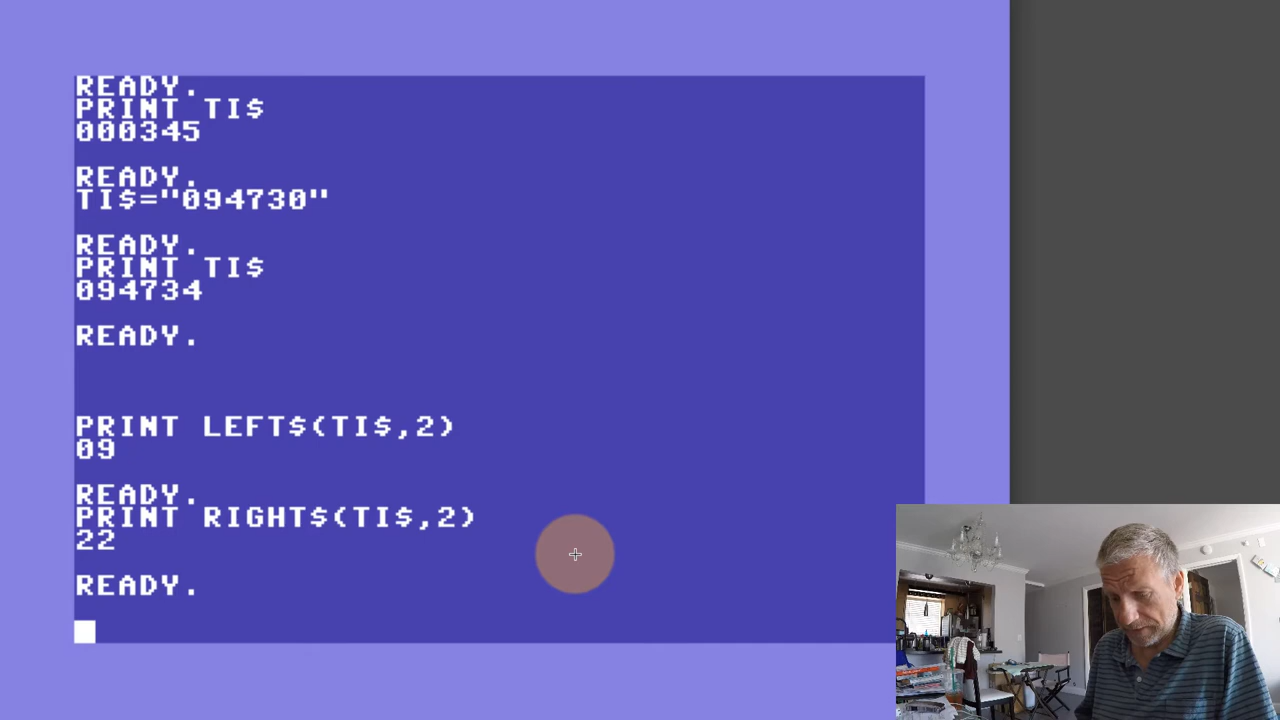 READY.
PRINT TI$
000345
READY.
TI$="094730"
READY.
PRINT TI$
094734
READY.
PRINT LEFT$(TI$,2)
09
READY.
PRINT RIGHT$(TI$,2)
22
READY.